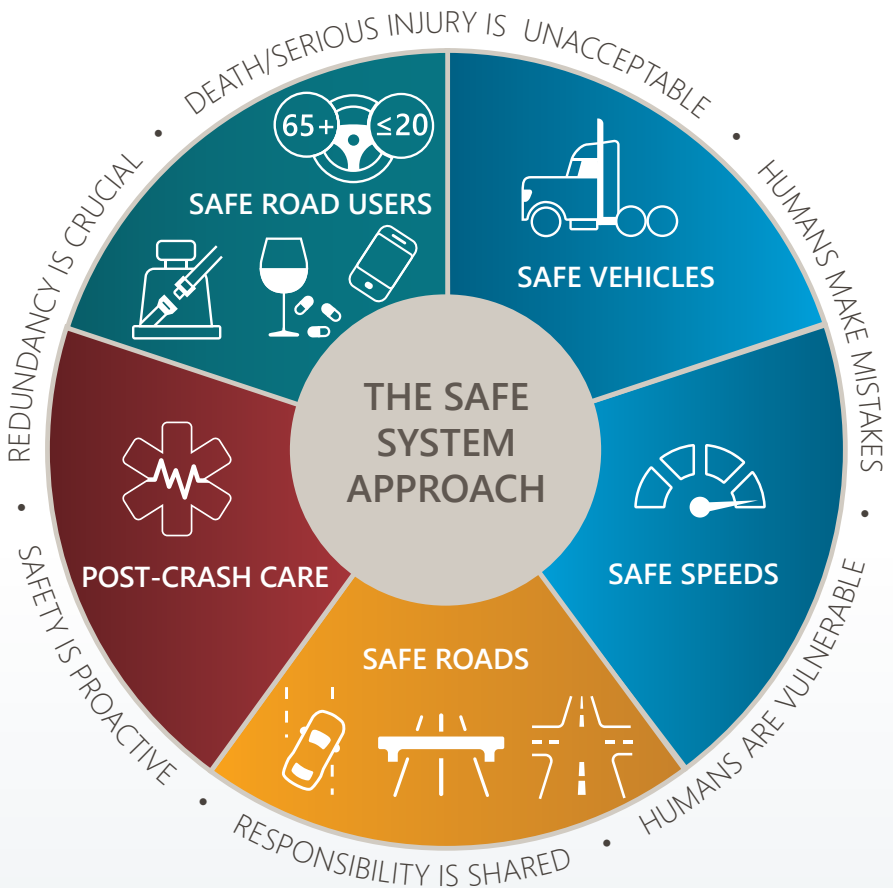 DEATH/SERIOUS INJURY IS UNACCEPTABLE
•
HUMANS MAKE MISTAKES
•
HUMANS ARE VULNERABLE
•
RESPONSIBILITY IS SHARED
•
SAFETY IS PROACTIVE
•
REDUNDANCY IS CRUCIAL
•
65+
≤20
SAFE ROAD USERS
SAFE VEHICLES
THE SAFE
SYSTEM
APPROACH
SAFE SPEEDS
POST-CRASH CARE
SAFE ROADS